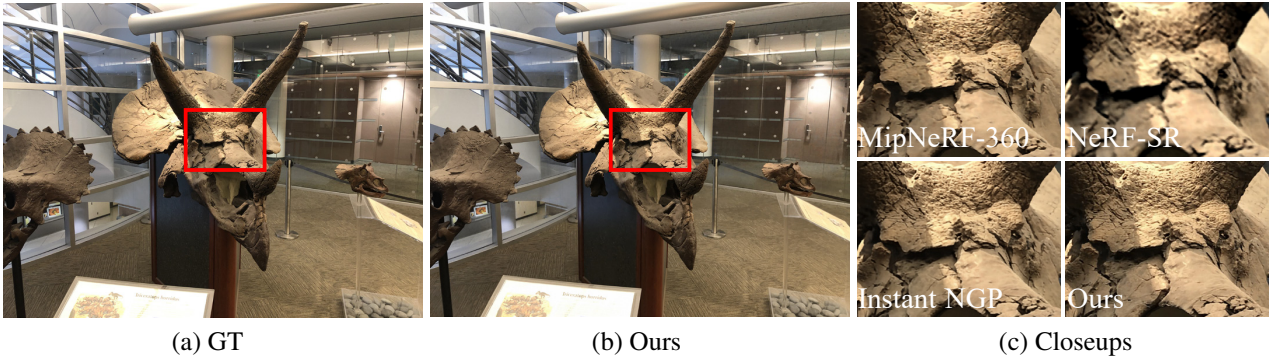 MipNeRF-360
NeRF-SR
Instant NGP
Ours
(a) GT
(b) Ours
(c) Closeups